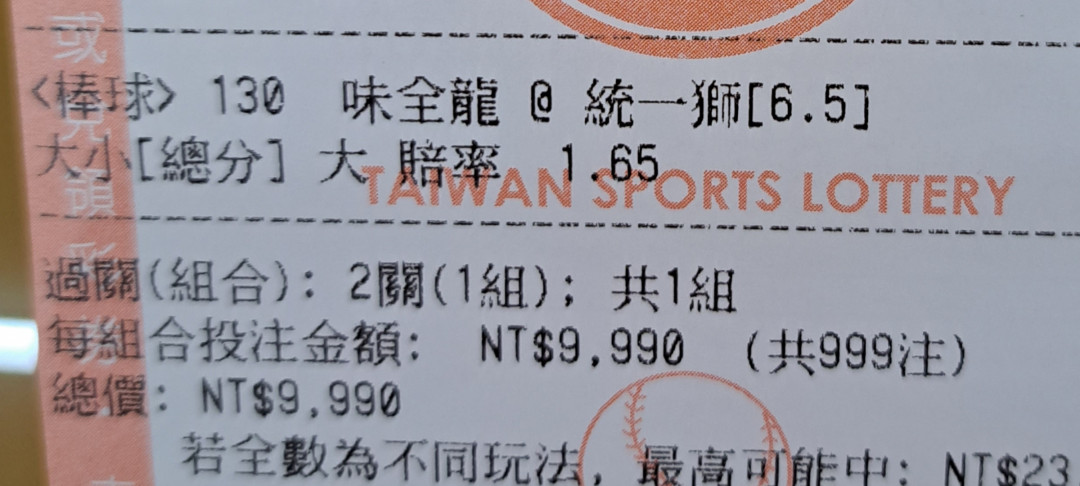 <棒球> 130 味全龍 @ 統一獅[6.5]
大小[總分] 大 賠率 1.65
TAIWAN SPORTS LOTTERY
過關(組合): 2關(1組); 共1組
每組合投注金額: NT$9,990 (共999注)
總價: NT$9,990
若全數為不同玩法, 最高可能中: NT$23